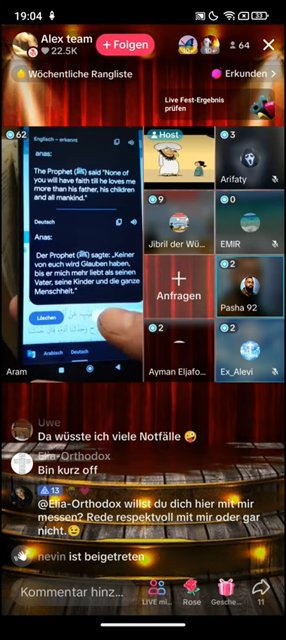 19:04
33
Alex team
22.5K
+ Folgen
64
Wöchentliche Rangliste
Erkunden
Live Fest-Ergebnis
prüfen
62
Englisch – erkannt
anas:
The Prophet (ﷺ) said "None of
you will have faith till he loves me
more than his father, his children
and all mankind."
Deutsch
Anas:
Der Prophet (ﷺ) sagte: „Keiner
von euch wird Glauben haben,
bis er mich mehr liebt als seinen
Vater, seine Kinder und die ganze
Menschheit."
Löschen
Arabisch
Deutsch
Aram
Host
3
Arifaty
9
Jibril der Wü...
0
EMIR
Anfragen
2
Pasha 92
2
Ayman Eljafo...
2
Ex_Alevi
Uwe
Da wüsste ich viele Notfälle 🤪
Elia-Orthodox
Bin kurz off
13
@Elia-Orthodox willst du dich hier mit mir
messen? Rede respektvoll mit mir oder gar
nicht.😉
nevin ist beigetreten
Kommentar hinz...
LIVE mi...
Rose
Gesche...
11